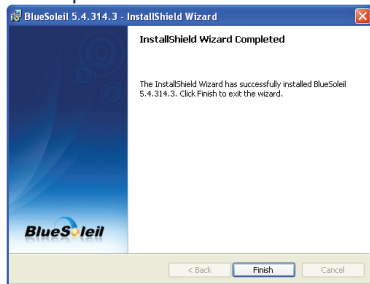 BlueSoleil 5.4.314.3 - InstallShield Wizard
InstallShield Wizard Completed
The InstallShield Wizard has successfully installed BlueSoleil
5.4.314.3. Click Finish to exit the wizard.
BlueSoleil
< Back
Finish
Cancel